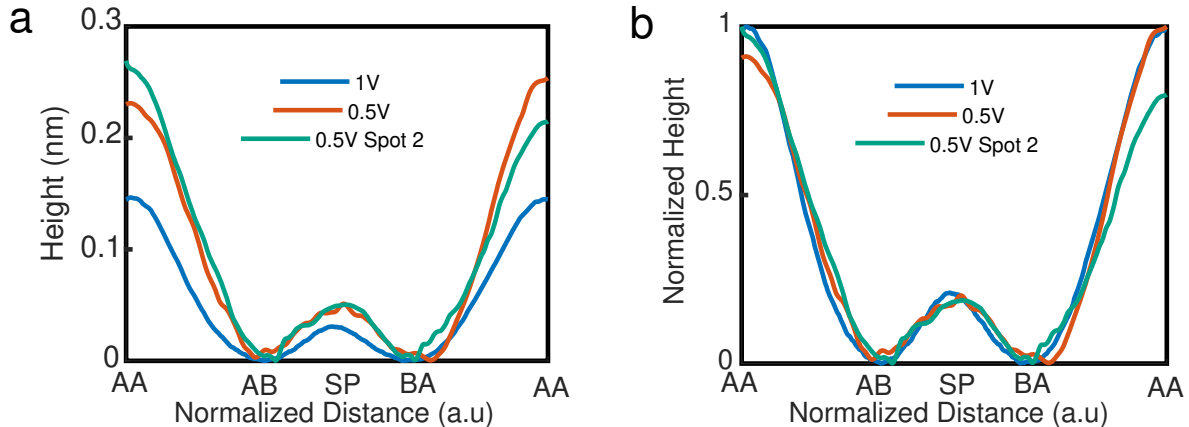 a
0.3
0.2
0.1
0
Height (nm)
1V
0.5V
0.5V Spot 2
AA AB SP BA AA
Normalized Distance (a.u)
b
1
0.5
0
Normalized Height
1V
0.5V
0.5V Spot 2
AA AB SP BA AA
Normalized Distance (a.u)